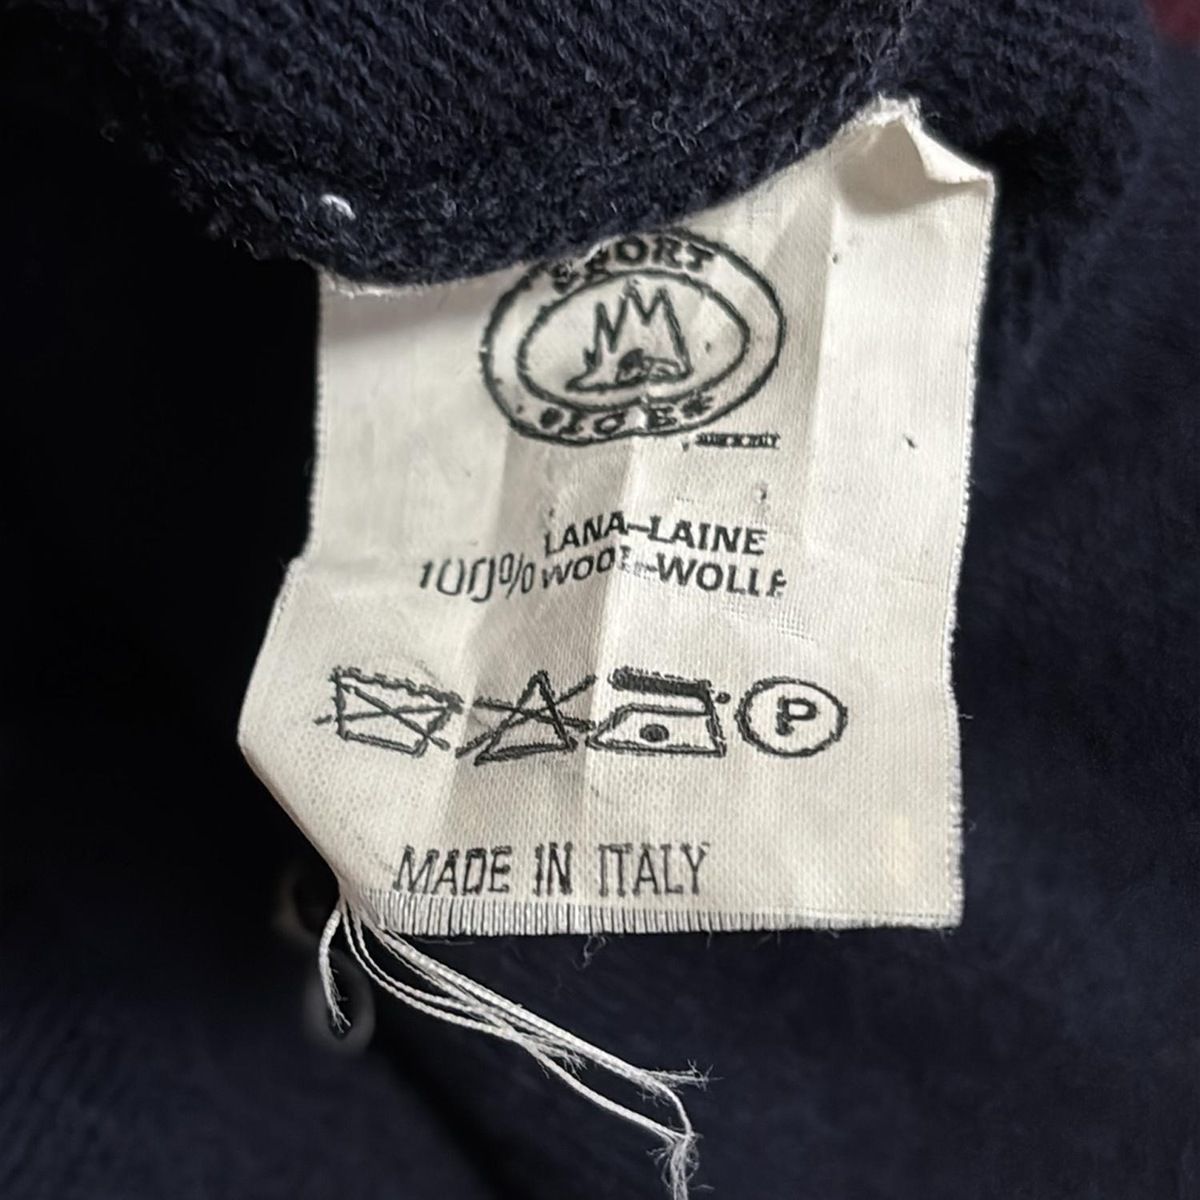 SPORT
ICE
LANA–LAINE
100% WOOL–WOLLE
P
MADE IN ITALY